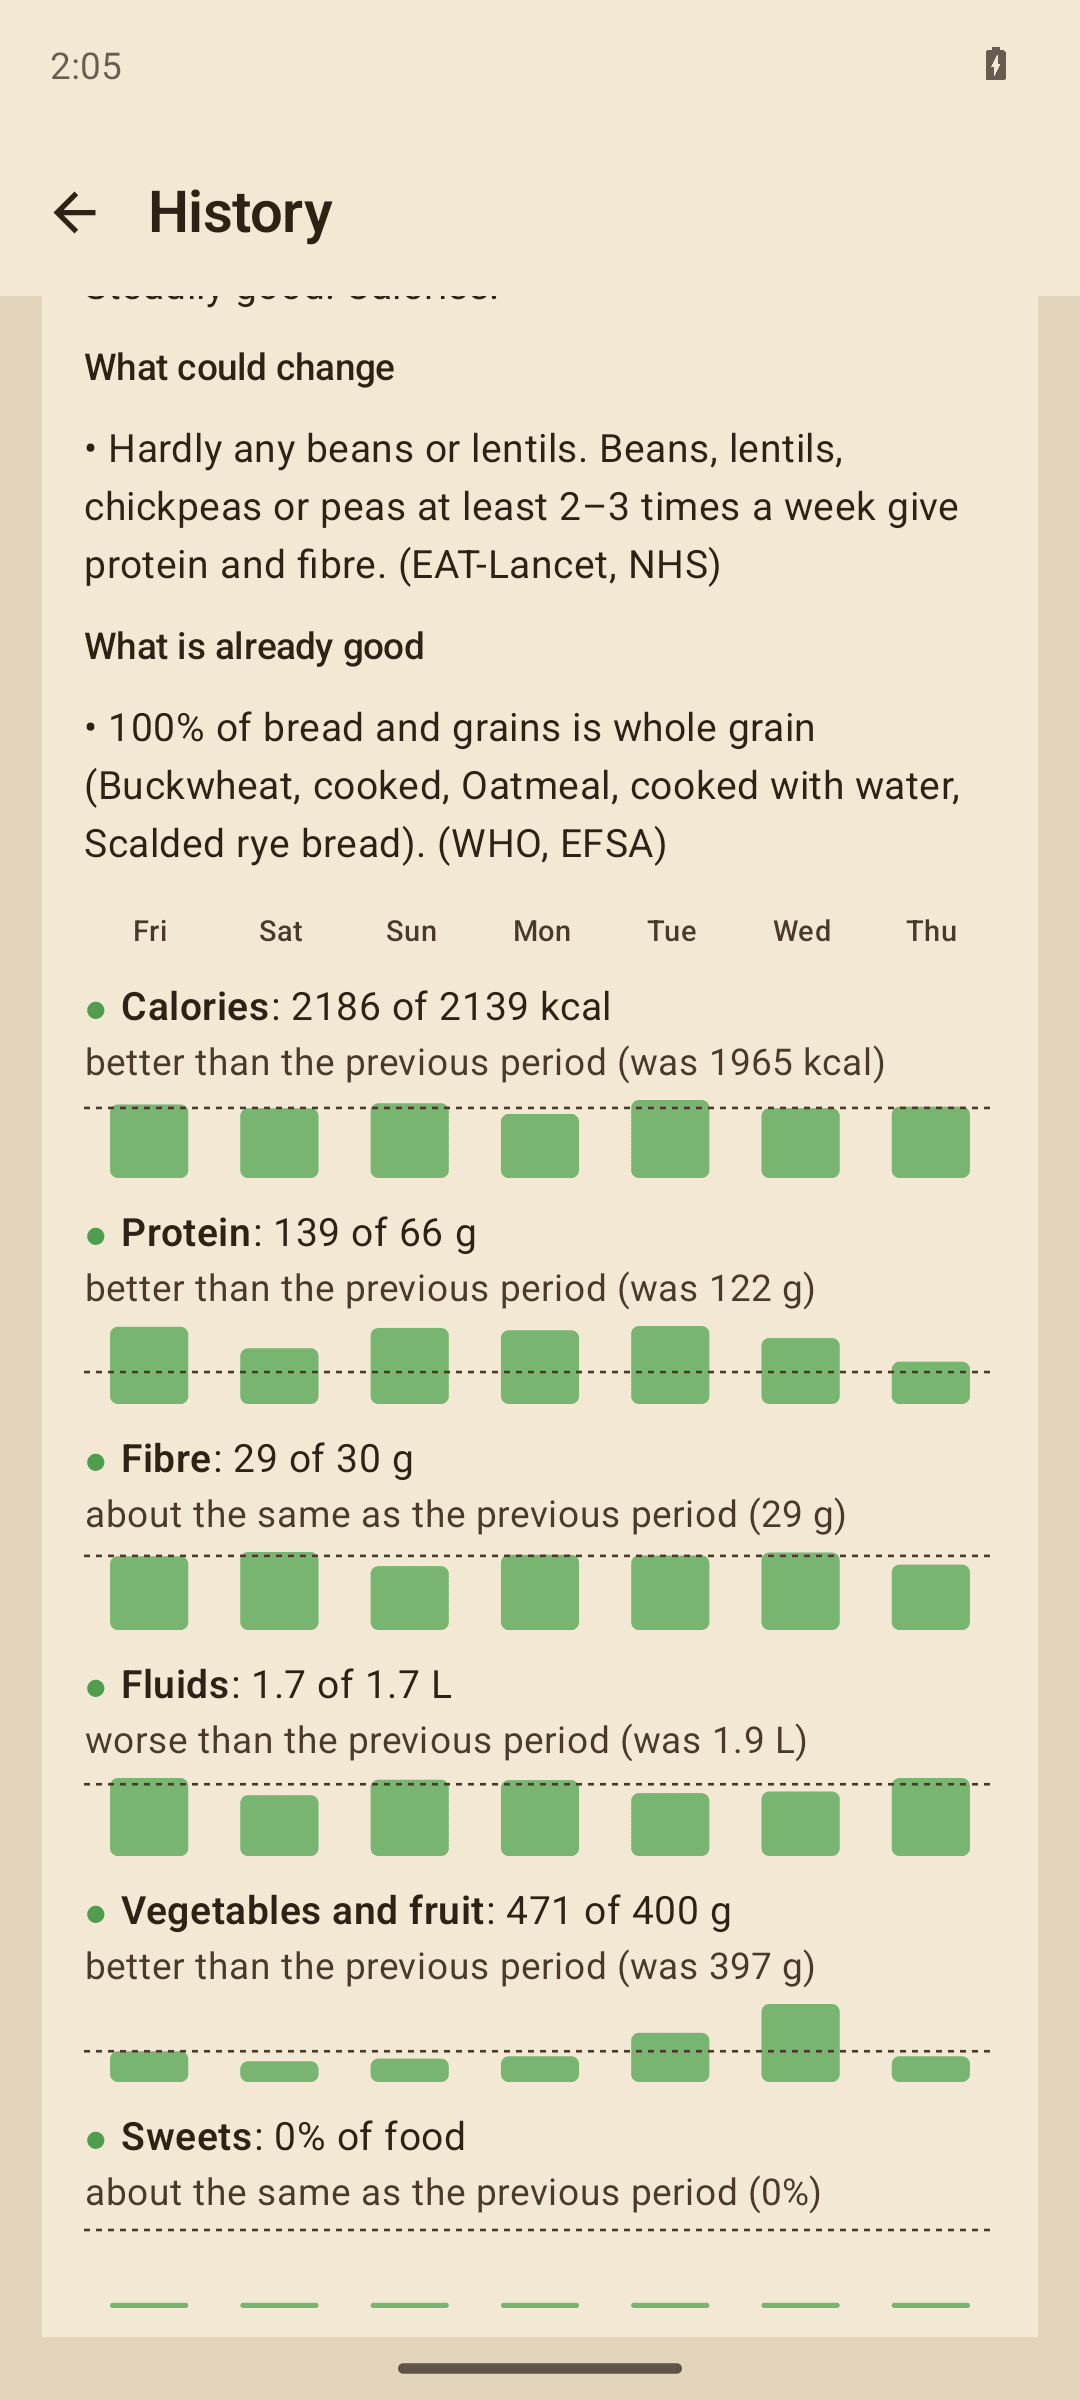 2:05
History
What could change
• Hardly any beans or lentils. Beans, lentils,
chickpeas or peas at least 2–3 times a week give
protein and fibre. (EAT-Lancet, NHS)
What is already good
• 100% of bread and grains is whole grain
(Buckwheat, cooked, Oatmeal, cooked with water,
Scalded rye bread). (WHO, EFSA)
Fri Sat Sun Mon Tue Wed Thu
Calories: 2186 of 2139 kcal
better than the previous period (was 1965 kcal)
Protein: 139 of 66 g
better than the previous period (was 122 g)
Fibre: 29 of 30 g
about the same as the previous period (29 g)
Fluids: 1.7 of 1.7 L
worse than the previous period (was 1.9 L)
Vegetables and fruit: 471 of 400 g
better than the previous period (was 397 g)
Sweets: 0% of food
about the same as the previous period (0%)